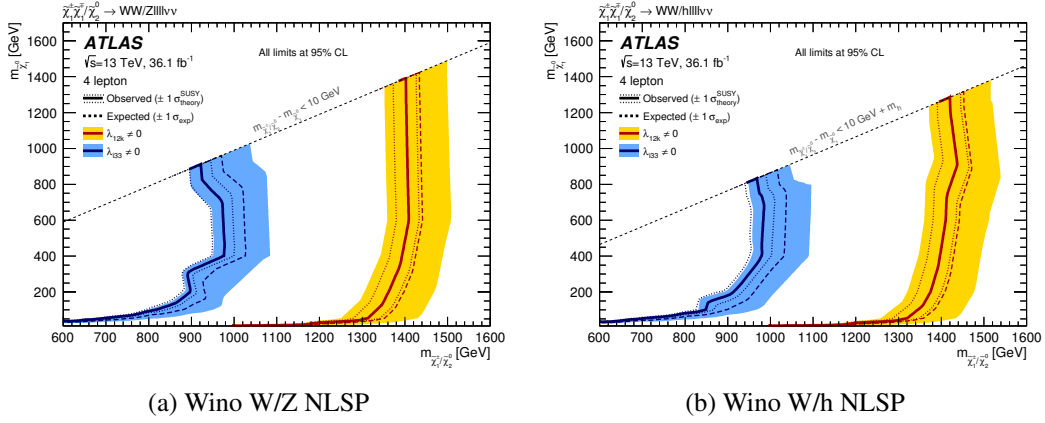 χ̃₁±χ̃₁∓/χ̃₂⁰ → WW/Zllllνν
m_χ̃₁⁰ [GeV]
1600
1400
1200
1000
800
600
400
200
ATLAS
√s=13 TeV, 36.1 fb⁻¹
All limits at 95% CL
4 lepton
Observed (± 1 σ_theory^SUSY)
Expected (± 1 σ_exp)
λ₁₂ₖ ≠ 0
λᵢ₃₃ ≠ 0
m_χ̃₁±/χ̃₂⁰ - m_χ̃₁⁰ < 10 GeV
600 700 800 900 1000 1100 1200 1300 1400 1500 1600
m_χ̃₁±/χ̃₂⁰ [GeV]
(a) Wino W/Z NLSP
χ̃₁±χ̃₁∓/χ̃₂⁰ → WW/hllllνν
m_χ̃₁⁰ [GeV]
1600
1400
1200
1000
800
600
400
200
ATLAS
√s=13 TeV, 36.1 fb⁻¹
All limits at 95% CL
4 lepton
Observed (± 1 σ_theory^SUSY)
Expected (± 1 σ_exp)
λ₁₂ₖ ≠ 0
λᵢ₃₃ ≠ 0
m_χ̃₁±/χ̃₂⁰ - m_χ̃₁⁰ < 10 GeV + m_h
600 700 800 900 1000 1100 1200 1300 1400 1500 1600
m_χ̃₁±/χ̃₂⁰ [GeV]
(b) Wino W/h NLSP